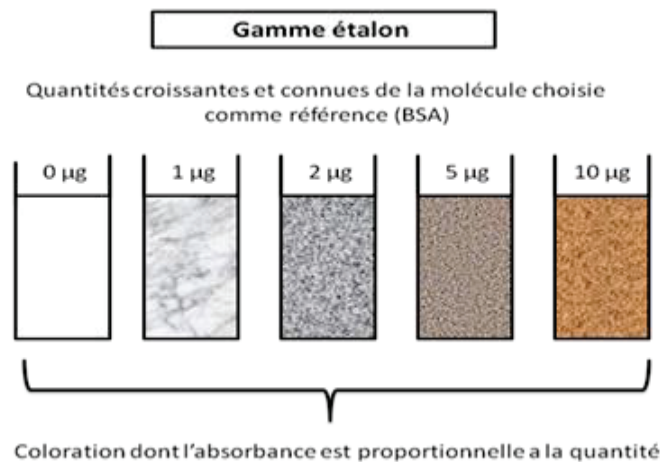 Gamme étalon
Quantités croissantes et connues de la molécule choisie
comme référence (BSA)
0 µg 1 µg 2 µg 5 µg 10 µg
Coloration dont l'absorbance est proportionnelle a la quantité